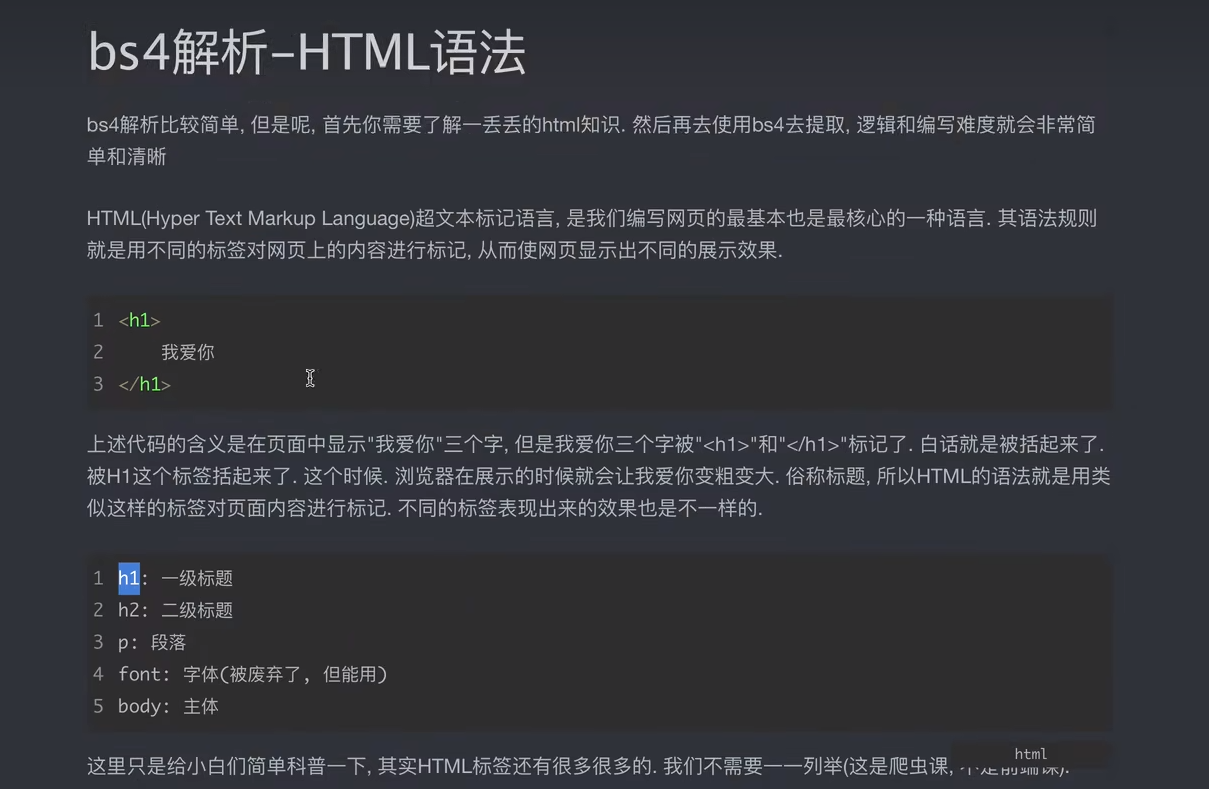 bs4解析-HTML语法
bs4解析比较简单, 但是呢, 首先你需要了解一丢丢的html知识. 然后再去使用bs4去提取, 逻辑和编写难度就会非常简
单和清晰
HTML(Hyper Text Markup Language)超文本标记语言, 是我们编写网页的最基本也是最核心的一种语言. 其语法规则
就是用不同的标签对网页上的内容进行标记, 从而使网页显示出不同的展示效果.
1 <h1>
2 我爱你
3 </h1>
上述代码的含义是在页面中显示"我爱你"三个字, 但是我爱你三个字被"<h1>"和"</h1>"标记了. 白话就是被括起来了.
被H1这个标签括起来了. 这个时候. 浏览器在展示的时候就会让我爱你变粗变大. 俗称标题, 所以HTML的语法就是用类
似这样的标签对页面内容进行标记. 不同的标签表现出来的效果也是不一样的.
1 h1: 一级标题
2 h2: 二级标题
3 p: 段落
4 font: 字体(被废弃了, 但能用)
5 body: 主体
html
这里只是给小白们简单科普一下, 其实HTML标签还有很多很多的. 我们不需要一一列举(这是爬虫课, 不是前端课).